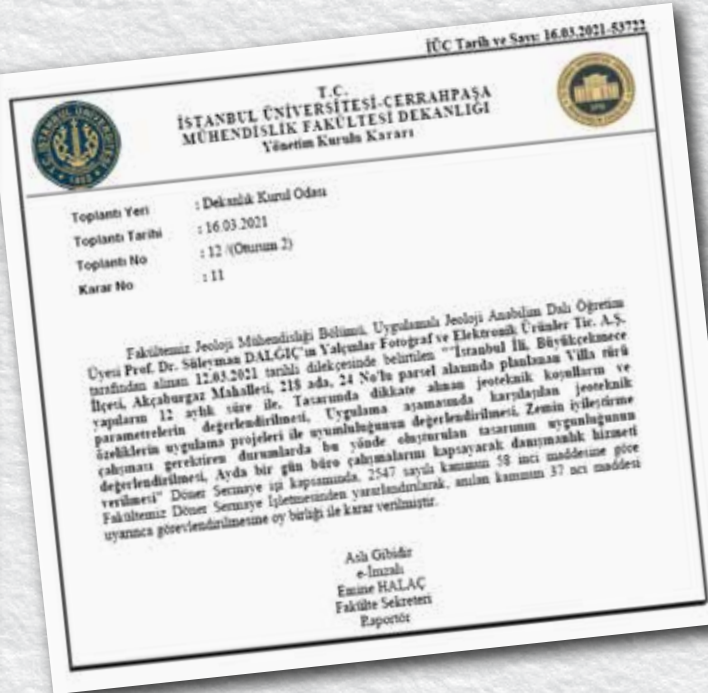 İÜC Tarih ve Sayı: 16.03.2021-53722
T.C.
İSTANBUL ÜNİVERSİTESİ-CERRAHPAŞA
MÜHENDİSLİK FAKÜLTESİ DEKANLIĞI
Yönetim Kurulu Kararı
Toplantı Yeri : Dekanlık Kurul Odası
Toplantı Tarihi : 16.03.2021
Toplantı No : 12 /(Oturum 2)
Karar No : 11
Fakültemiz Jeoloji Mühendisliği Bölümü, Uygulamalı Jeoloji Anabilim Dalı Öğretim
Üyesi Prof. Dr. Süleyman DALGIÇ'ın Yalçınlar Fotoğraf ve Elektronik Ürünler Tic. A.Ş.
tarafından alınan 12.03.2021 tarihli dilekçesinde belirtilen ""İstanbul İli, Büyükçekmece
İlçesi, Akçaburgaz Mahallesi, 218 ada, 24 No'lu parsel alanında planlanan Villa türü
yapıların 12 aylık süre ile, Tasarımda dikkate alınan jeoteknik koşulların ve
parametrelerin değerlendirilmesi, Uygulama aşamasında karşılaşılan jeoteknik
özeliklerin uygulama projeleri ile uyumluluğunun değerlendirilmesi, Zemin iyileştirme
çalışması gerektiren durumlarda bu yönde oluşturulan tasarımın uygunluğunun
değerlendirilmesi, Ayda bir gün büro çalışmalarını kapsayarak danışmanlık hizmeti
verilmesi" Döner Sermaye işi kapsamında, 2547 sayılı kanunun 58 inci maddesine göre
Fakültemiz Döner Sermaye İşletmesinden yararlandırılarak, anılan kanunun 37 nci maddesi
uyarınca görevlendirilmesine oy birliği ile karar verilmiştir.
Aslı Gibidir
e-İmzalı
Emine HALAÇ
Fakülte Sekreteri
Raportör